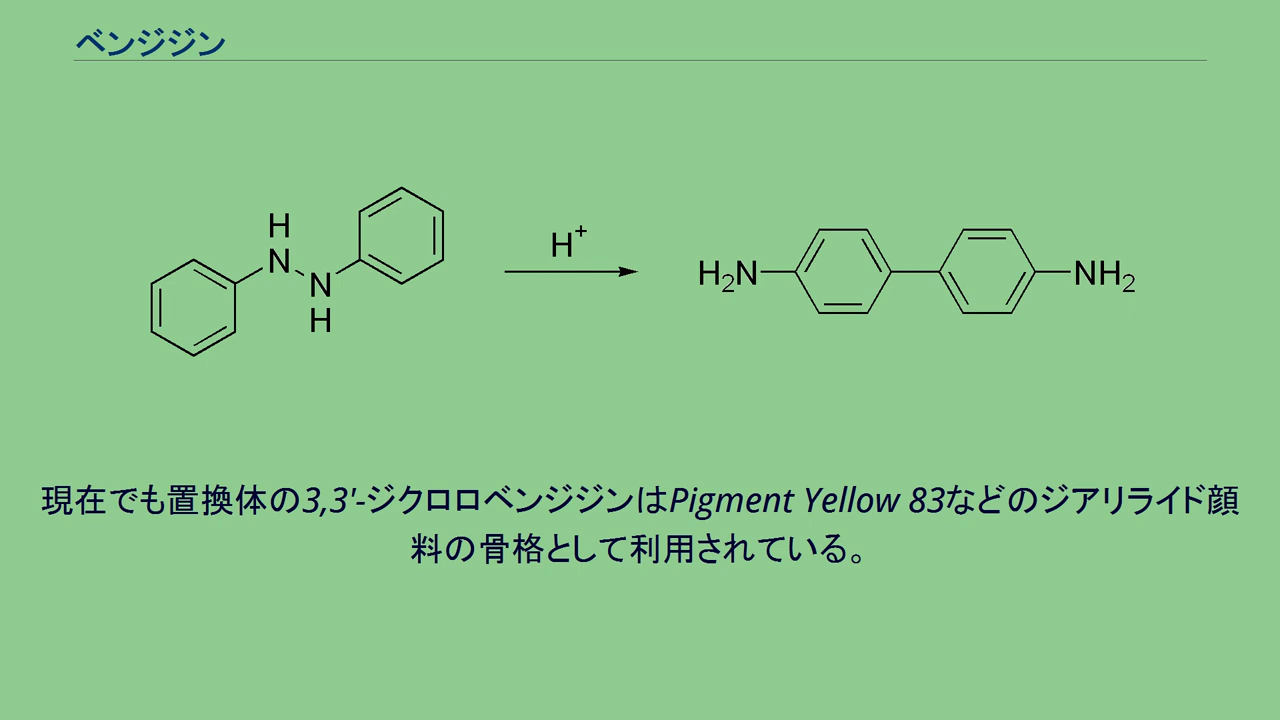 ベンジジン
H
N
N
H
H⁺
H₂N
NH₂
現在でも置換体の3,3'-ジクロロベンジジンはPigment Yellow 83などのジアリライド顔
料の骨格として利用されている。